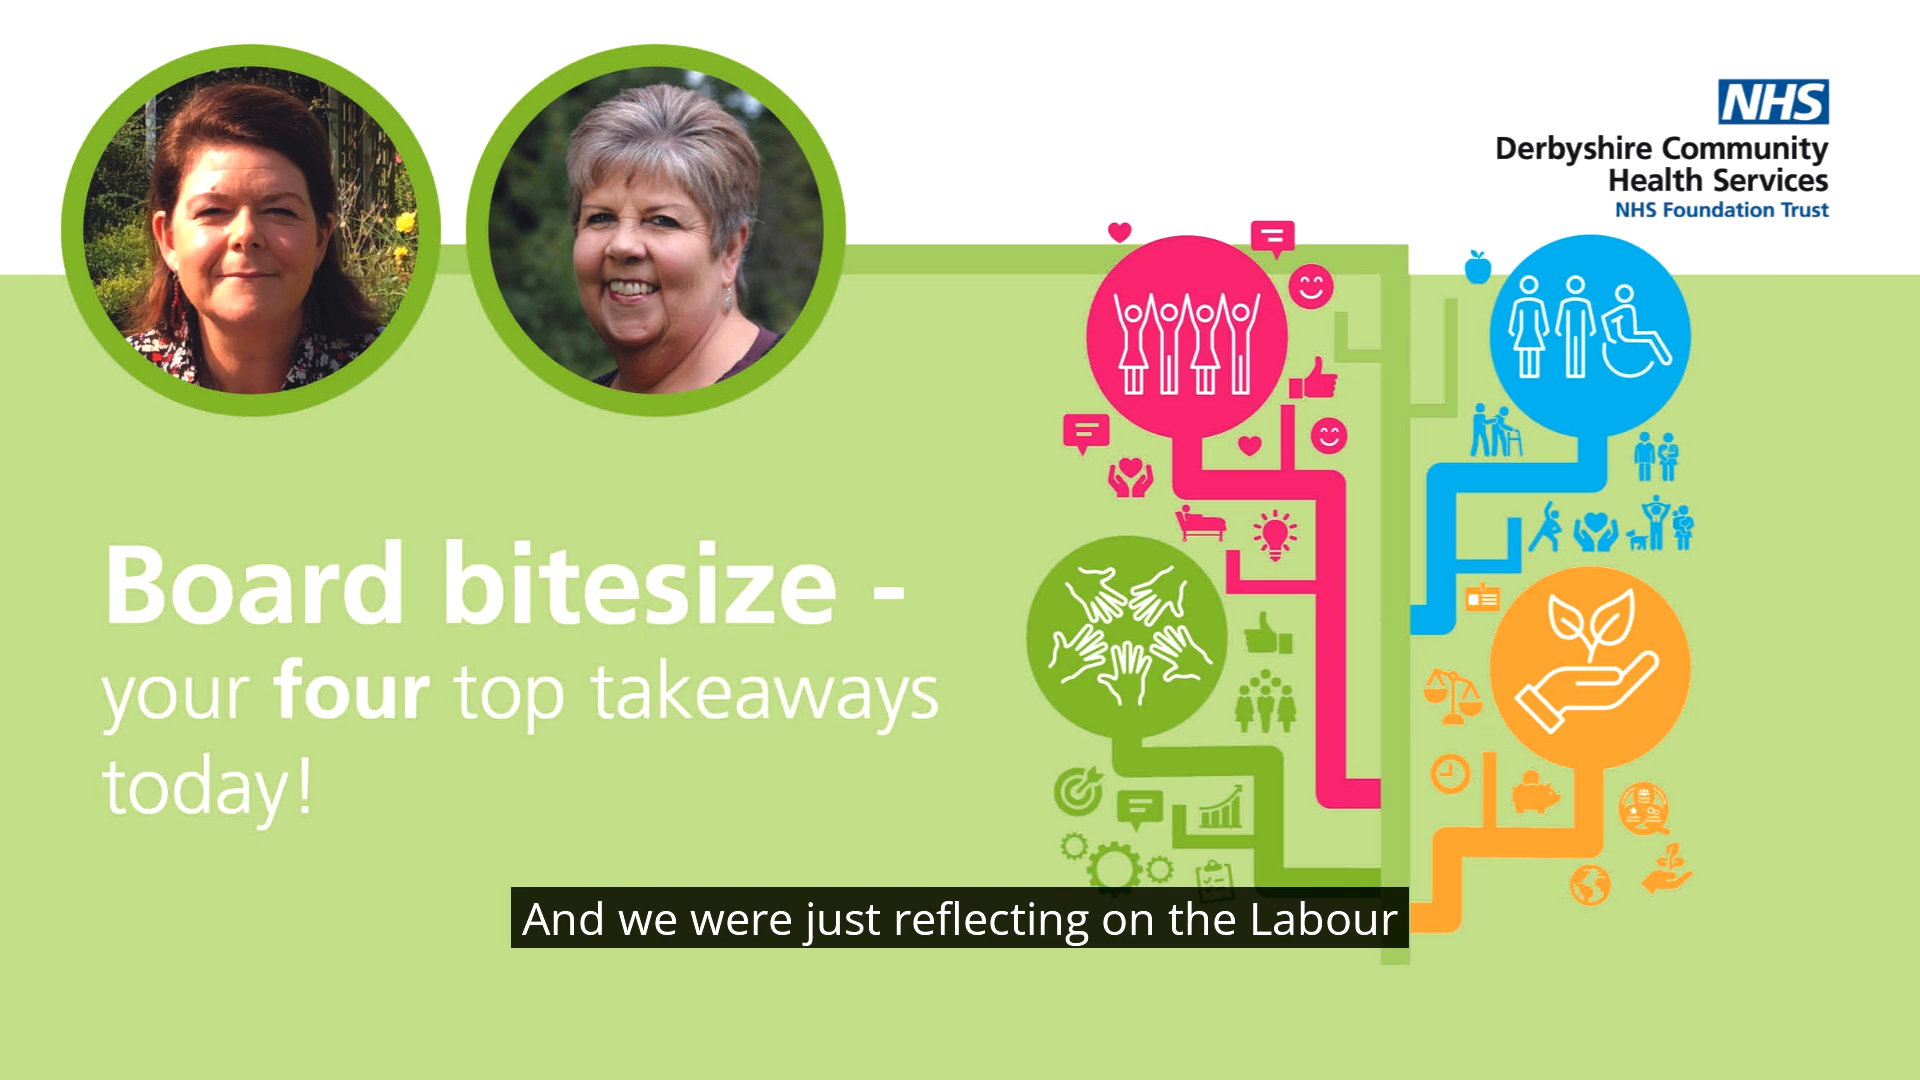 NHS
Derbyshire Community
Health Services
NHS Foundation Trust
Board bitesize -
your four top takeaways
today!
And we were just reflecting on the Labour